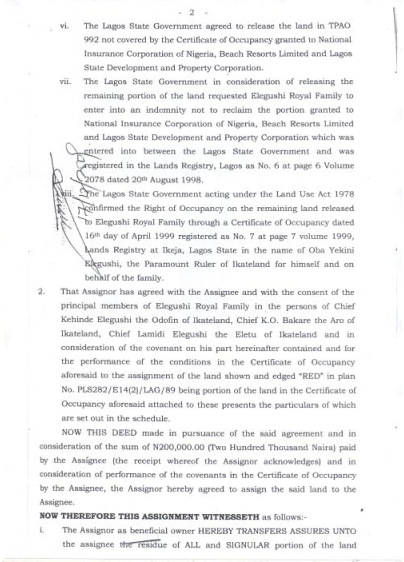 - 2 -
vi. The Lagos State Government agreed to release the land in TPAO
992 not covered by the Certificate of Occupancy granted to National
Insurance Corporation of Nigeria, Beach Resorts Limited and Lagos
State Development and Property Corporation.
vii. The Lagos State Government in consideration of releasing the
remaining portion of the land requested Elegushi Royal Family to
enter into an indemnity not to reclaim the portion granted to
National Insurance Corporation of Nigeria, Beach Resorts Limited
and Lagos State Development and Property Corporation which was
entered into between the Lagos State Government and was
registered in the Lands Registry, Lagos as No. 6 at page 6 Volume
2078 dated 20th August 1998.
viii. The Lagos State Government acting under the Land Use Act 1978
confirmed the Right of Occupancy on the remaining land released
to Elegushi Royal Family through a Certificate of Occupancy dated
16th day of April 1999 registered as No. 7 at page 7 volume 1999,
Lands Registry at Ikeja, Lagos State in the name of Oba Yekini
Elegushi, the Paramount Ruler of Ikateland for himself and on
behalf of the family.
2. That Assignor has agreed with the Assignee and with the consent of the
principal members of Elegushi Royal Family in the persons of Chief
Kehinde Elegushi the Odofin of Ikateland, Chief K.O. Bakare the Aro of
Ikateland, Chief Lamidi Elegushi the Eletu of Ikateland and in
consideration of the covenant on his part hereinafter contained and for
the performance of the conditions in the Certificate of Occupancy
aforesaid to the assignment of the land shown and edged “RED” in plan
No. PLS282/E14(2)/LAG/89 being portion of the land in the Certificate of
Occupancy aforesaid attached to these presents the particulars of which
are set out in the schedule.
NOW THIS DEED made in pursuance of the said agreement and in
consideration of the sum of N200,000.00 (Two Hundred Thousand Naira) paid
by the Assignee (the receipt whereof the Assignor acknowledges) and in
consideration of performance of the covenants in the Certificate of Occupancy
by the Assignee, the Assignor hereby agreed to assign the said land to the
Assignee.
NOW THEREFORE THIS ASSIGNMENT WITNESSETH as follows:-
i. The Assignor as beneficial owner HEREBY TRANSFERS ASSURES UNTO
the assignee the residue of ALL and SIGNULAR portion of the land